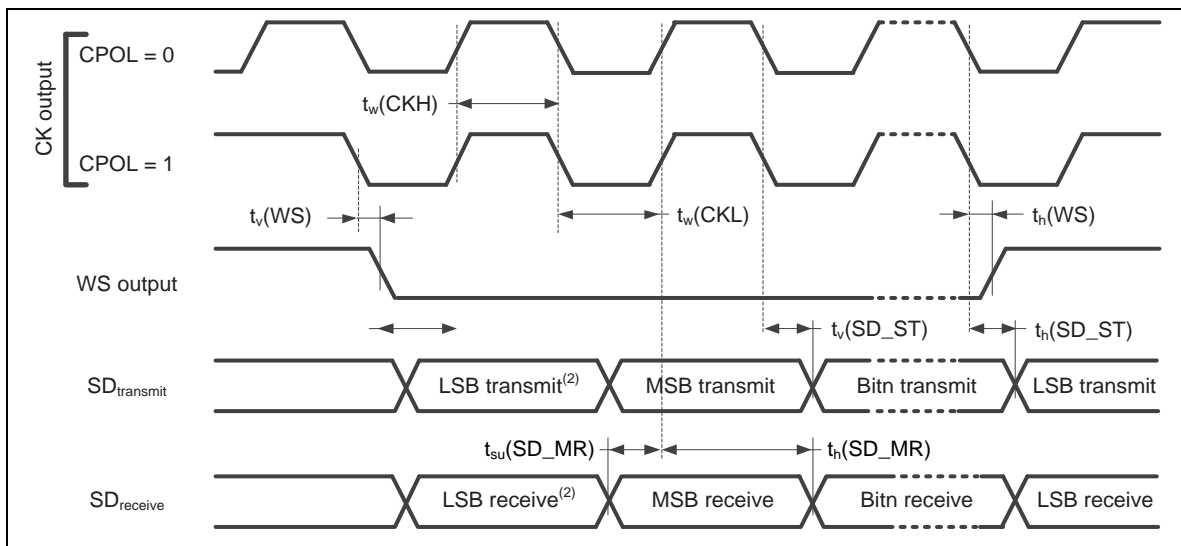 CK output
CPOL = 0
tw(CKH)
CPOL = 1
tv(WS)
tw(CKL)
th(WS)
WS output
tv(SD_ST)
th(SD_ST)
SDtransmit
LSB transmit(2)
MSB transmit
Bitn transmit
LSB transmit
tsu(SD_MR)
th(SD_MR)
SDreceive
LSB receive(2)
MSB receive
Bitn receive
LSB receive